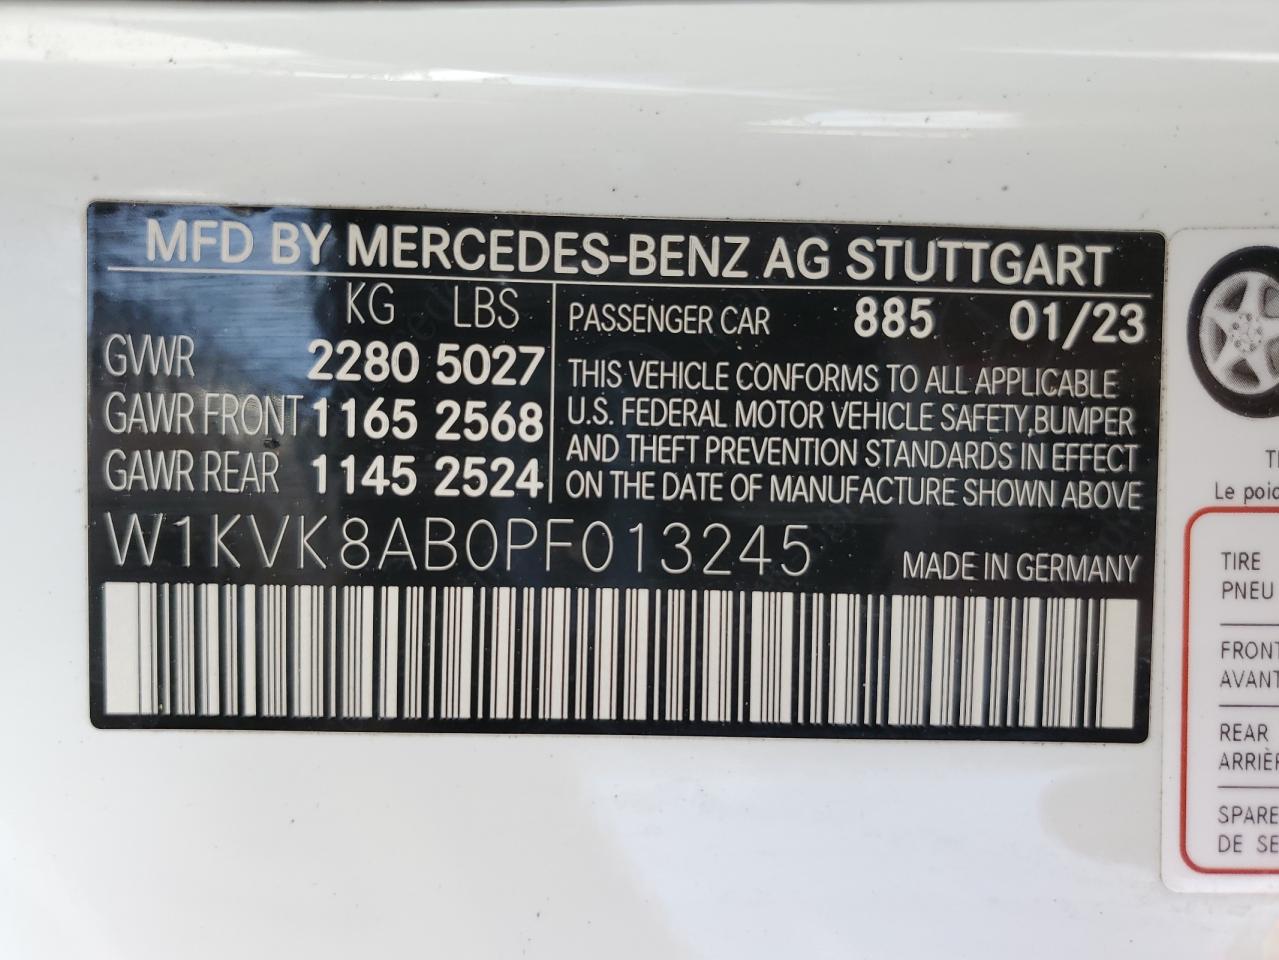 MFD BY MERCEDES-BENZ AG STUTTGART
KG LBS
GVWR 2280 5027
GAWR FRONT 1165 2568
GAWR REAR 1145 2524
PASSENGER CAR 885 01/23
THIS VEHICLE CONFORMS TO ALL APPLICABLE
U.S. FEDERAL MOTOR VEHICLE SAFETY,BUMPER
AND THEFT PREVENTION STANDARDS IN EFFECT
ON THE DATE OF MANUFACTURE SHOWN ABOVE
W1KVK8AB0PF013245 MADE IN GERMANY
Le
TIRE
PNEU
FRONT
AVANT
REAR
SPARE
DE